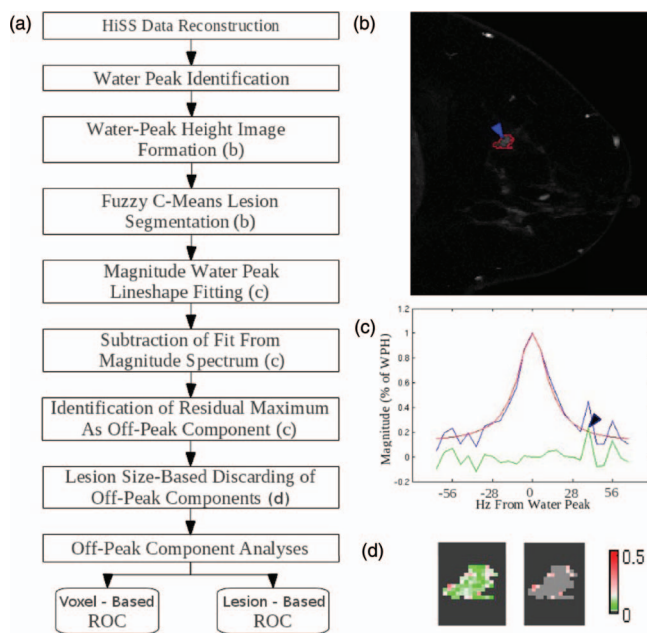 (a)
HiSS Data Reconstruction
Water Peak Identification
Water-Peak Height Image
Formation (b)
Fuzzy C-Means Lesion
Segmentation (b)
Magnitude Water Peak
Lineshape Fitting (c)
Subtraction of Fit From
Magnitude Spectrum (c)
Identification of Residual Maximum
As Off-Peak Component (c)
Lesion Size-Based Discarding of
Off-Peak Components (d)
Off-Peak Component Analyses
Voxel - Based
ROC
Lesion - Based
ROC
(b)
(c)
1.2
1
0.8
0.6
0.4
0.2
0
-0.2
Magnitude (% of WPH)
-56
-28
0
28
56
Hz From Water Peak
(d)
0.5
0